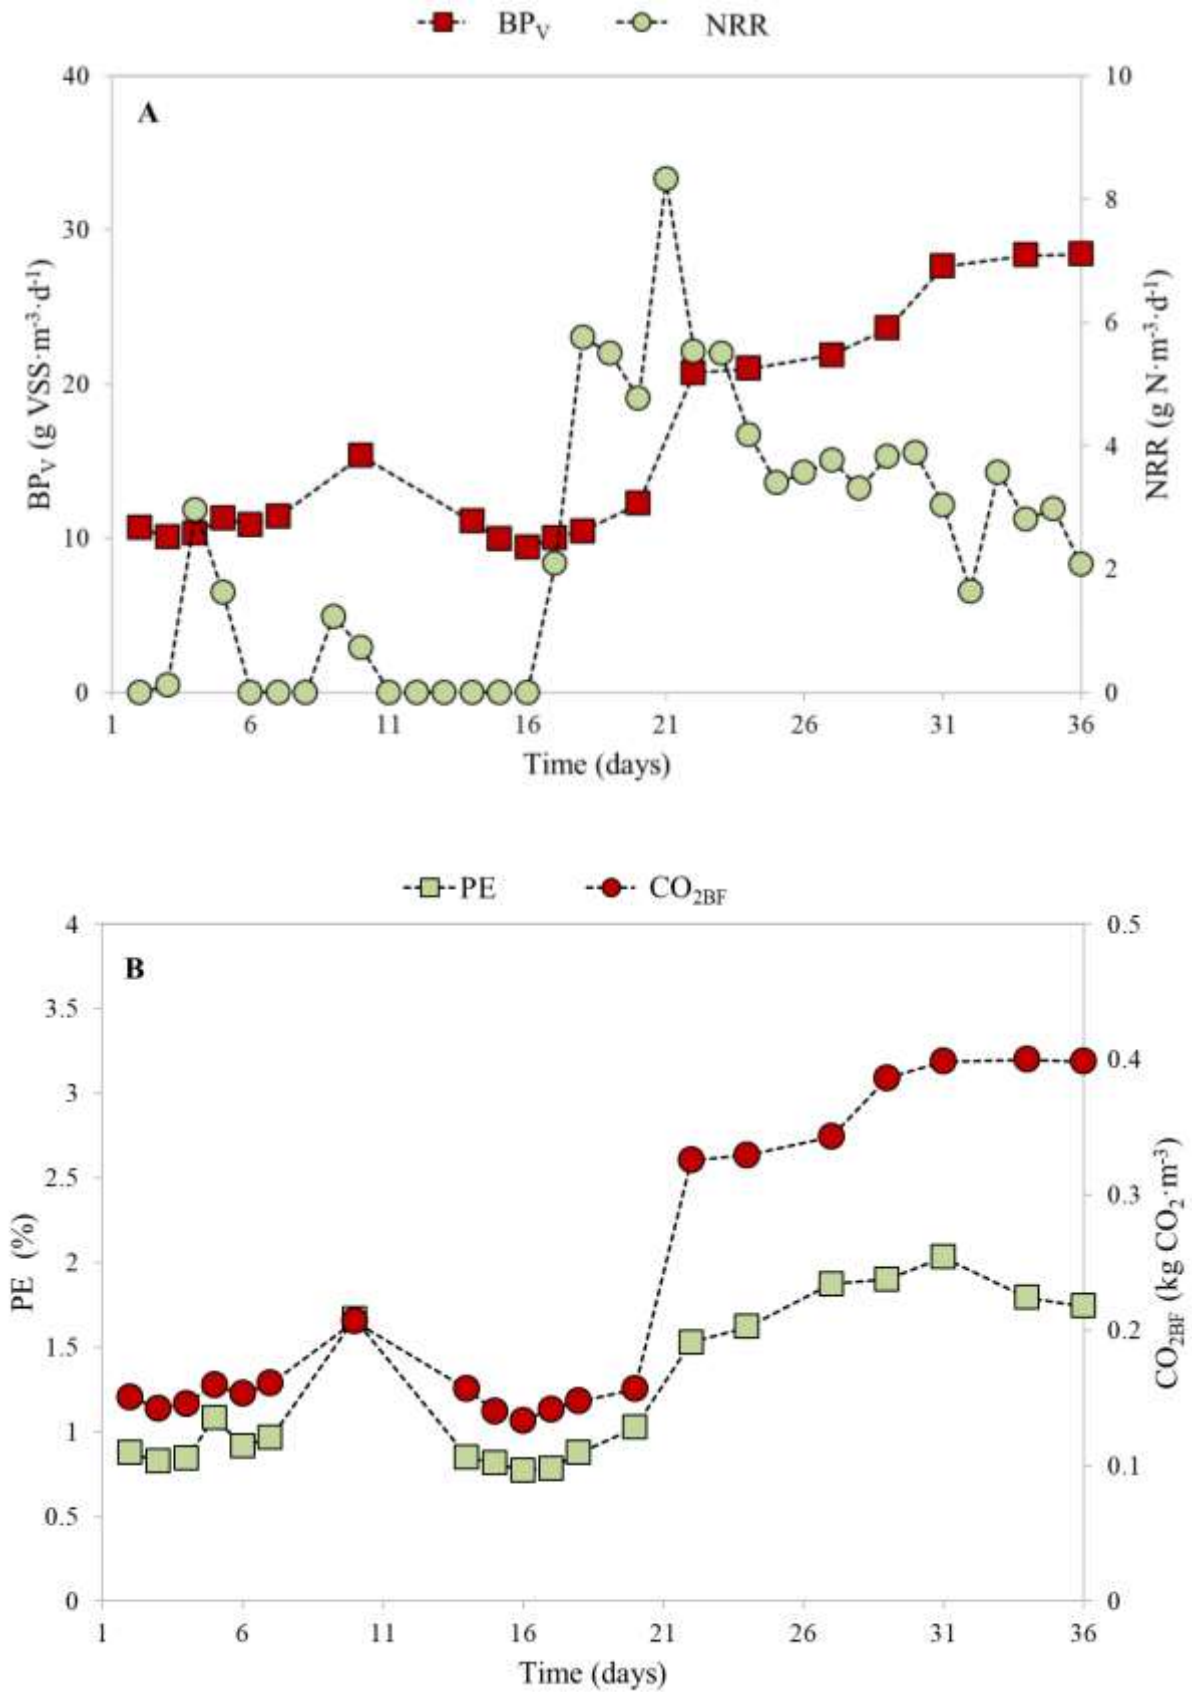 BPV NRR
A
40
30
20
10
0
10
8
6
4
2
0
BPV (g VSS·m-3·d-1)
NRR (g N·m-3·d-1)
1 6 11 16 21 26 31 36
Time (days)
PE CO2BF
B
4
3.5
3
2.5
2
1.5
1
0.5
0
0.5
0.4
0.3
0.2
0.1
0
PE (%)
CO2BF (kg CO2·m-3)
1 6 11 16 21 26 31 36
Time (days)